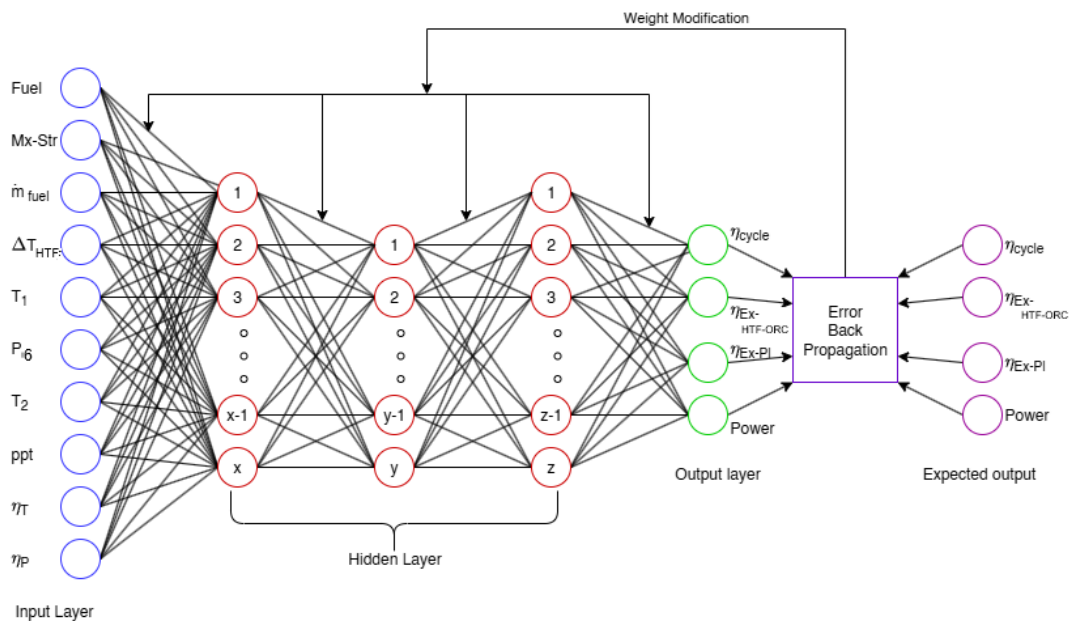 Weight Modification
Fuel
Mx-Str
ṁ fuel
ΔT HTF:
T1
P6
T2
ppt
ηT
ηP
Input Layer
1
2
3
x-1
x
1
2
y-1
y
1
2
3
z-1
z
Hidden Layer
ηcycle
ηEx-
HTF-ORC
ηEx-PI
Power
Output layer
Error
Back
Propagation
ηcycle
ηEx-
HTF-ORC
ηEx-PI
Power
Expected output